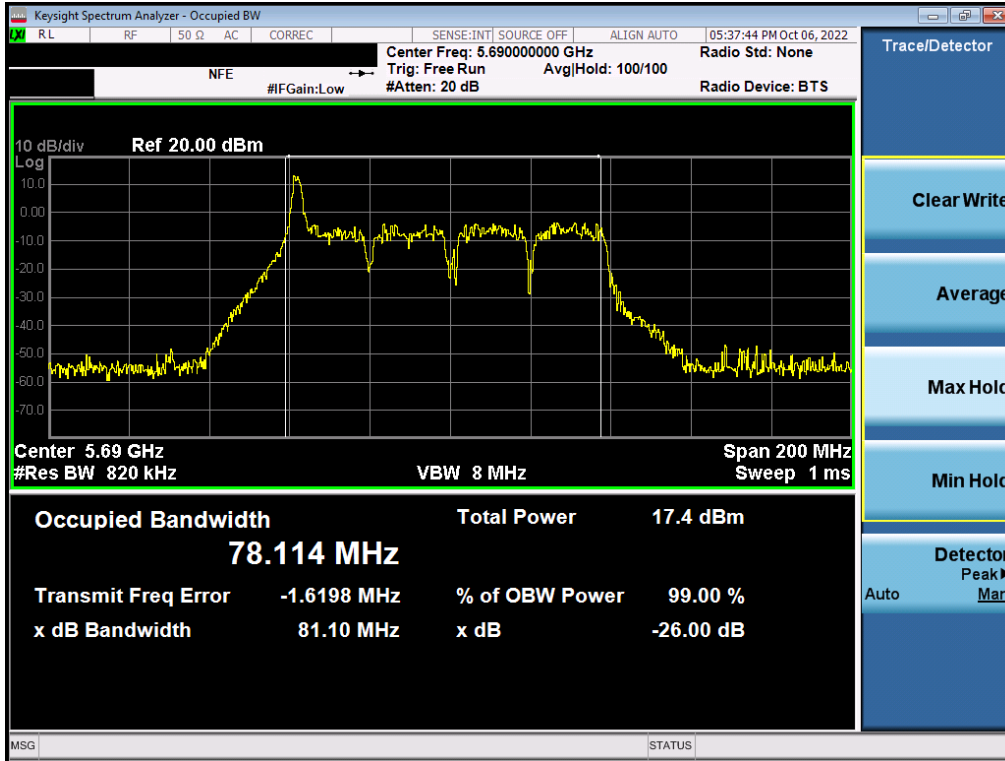 Keysight Spectrum Analyzer - Occupied BW
LXI RL RF 50 Ω AC CORREC SENSE:INT SOURCE OFF ALIGN AUTO 05:37:44 PM Oct 06, 2022
Center Freq: 5.690000000 GHz Radio Std: None
NFE Trig: Free Run Avg|Hold: 100/100
#IFGain:Low #Atten: 20 dB Radio Device: BTS
10 dB/div Ref 20.00 dBm
Log
10.0
0.00
-10.0
-20.0
-30.0
-40.0
-50.0
-60.0
-70.0
Center 5.69 GHz Span 200 MHz
#Res BW 820 kHz VBW 8 MHz Sweep 1 ms
Occupied Bandwidth Total Power 17.4 dBm
78.114 MHz
Transmit Freq Error -1.6198 MHz % of OBW Power 99.00 %
x dB Bandwidth 81.10 MHz x dB -26.00 dB
MSG STATUS
Trace/Detector
Clear Write
Average
Max Hold
Min Hold
Detector
Peak
Auto Man